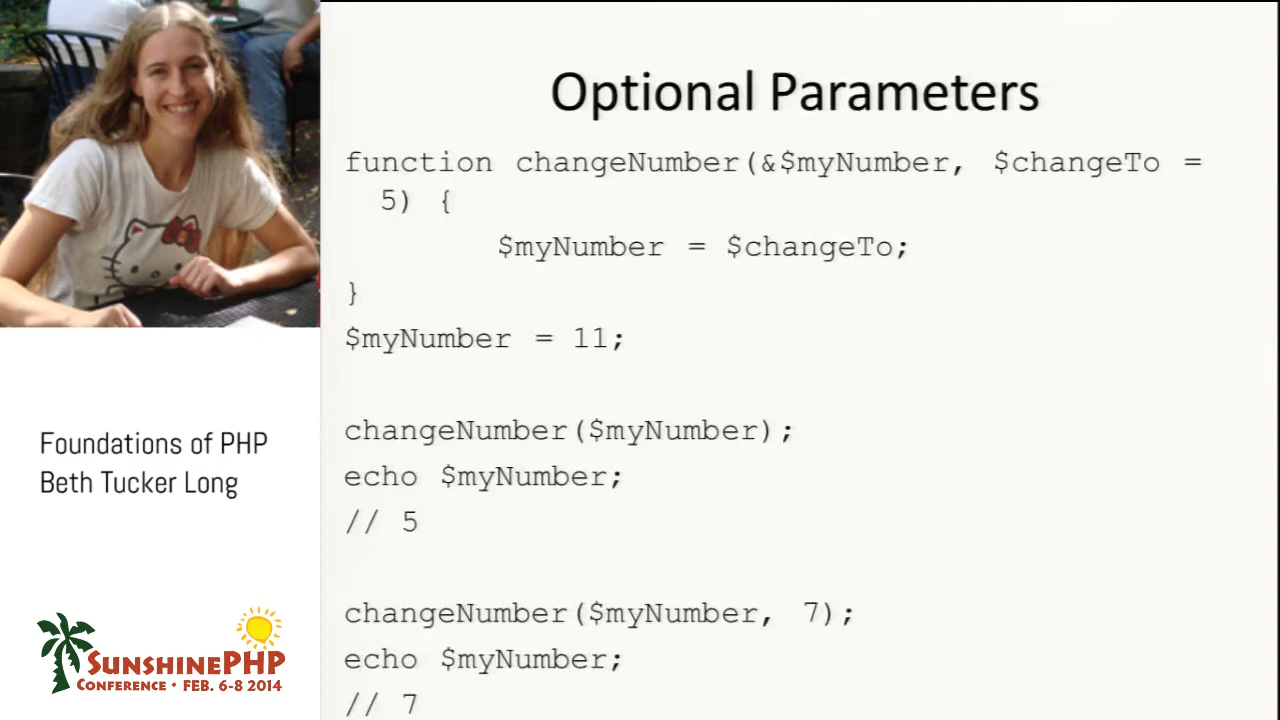 Optional Parameters
function changeNumber(&$myNumber, $changeTo =
5) {
$myNumber = $changeTo;
}
$myNumber = 11;
changeNumber($myNumber);
echo $myNumber;
// 5
changeNumber($myNumber, 7);
echo $myNumber;
// 7
Foundations of PHP
Beth Tucker Long
SUNSHINEPHP
CONFERENCE • FEB. 6-8 2014